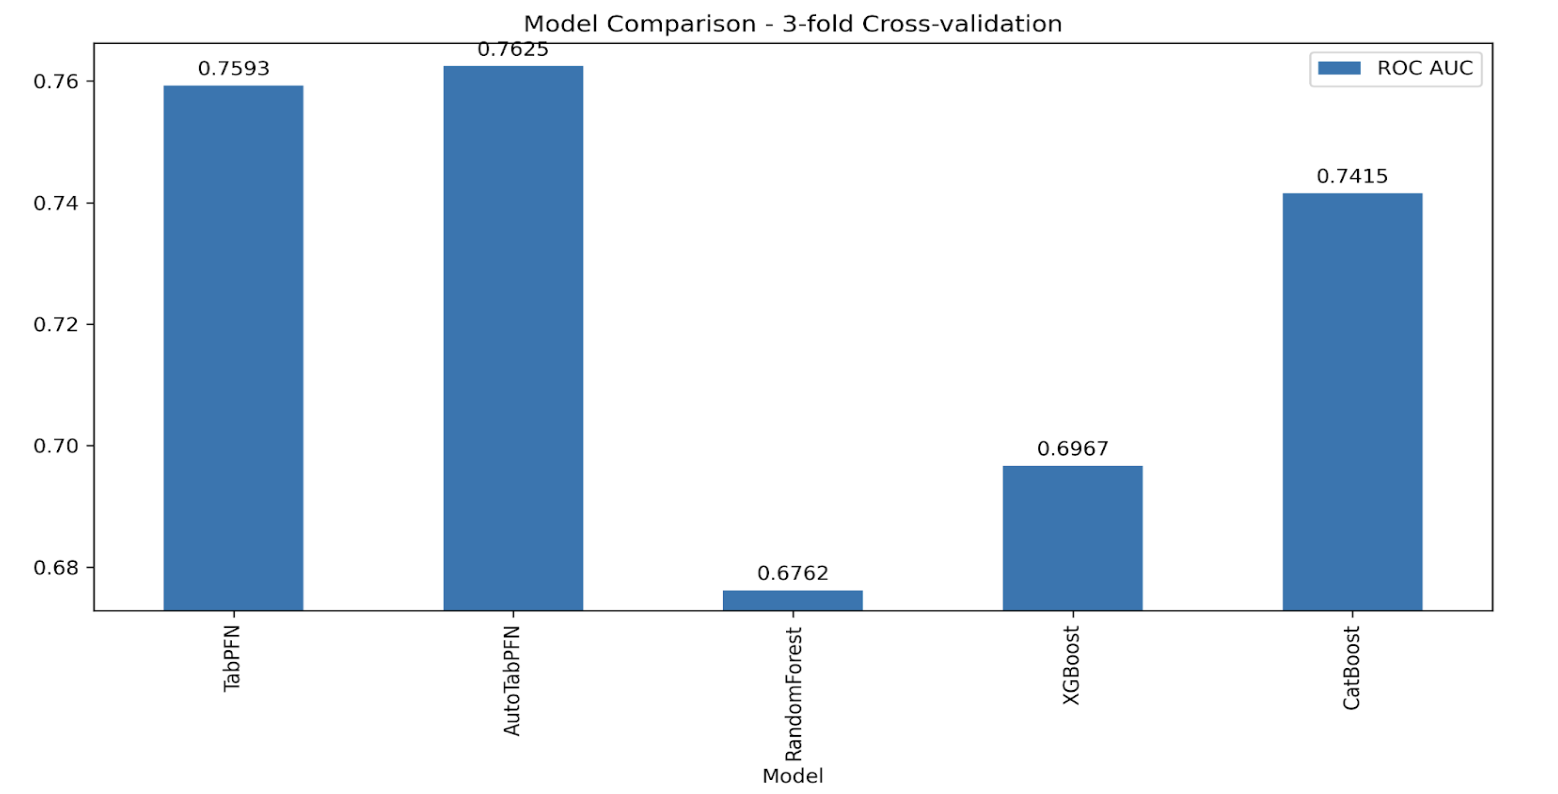 Model Comparison - 3-fold Cross-validation
ROC AUC
0.76
0.74
0.72
0.70
0.68
0.7593
0.7625
0.6762
0.6967
0.7415
TabPFN
AutoTabPFN
RandomForest
XGBoost
CatBoost
Model